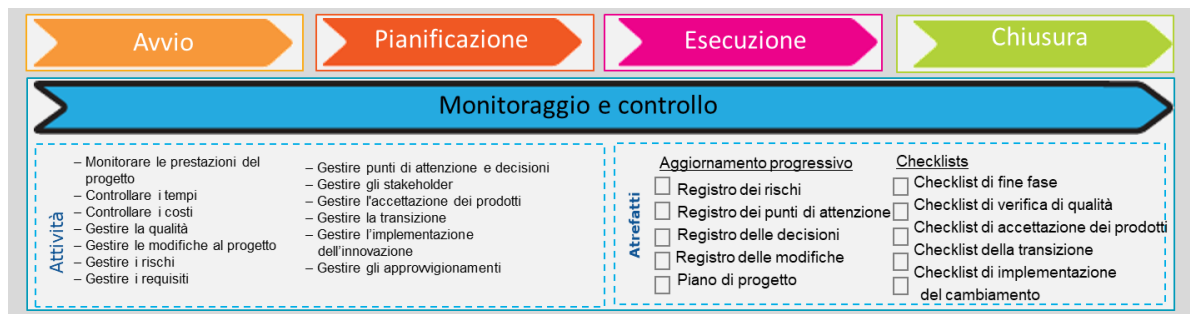 Avvio
Pianificazione
Esecuzione
Chiusura
Monitoraggio e controllo
Attività
– Monitorare le prestazioni del
progetto
– Controllare i tempi
– Controllare i costi
– Gestire la qualità
– Gestire le modifiche al progetto
– Gestire i rischi
– Gestire i requisiti
– Gestire punti di attenzione e decisioni
– Gestire gli stakeholder
– Gestire l'accettazione dei prodotti
– Gestire la transizione
– Gestire l’implementazione
dell’innovazione
– Gestire gli approvvigionamenti
Atrefatti
Aggiornamento progressivo
Registro dei rischi
Registro dei punti di attenzione
Registro delle decisioni
Registro delle modifiche
Piano di progetto
Checklists
Checklist di fine fase
Checklist di verifica di qualità
Checklist di accettazione dei prodotti
Checklist della transizione
Checklist di implementazione
del cambiamento